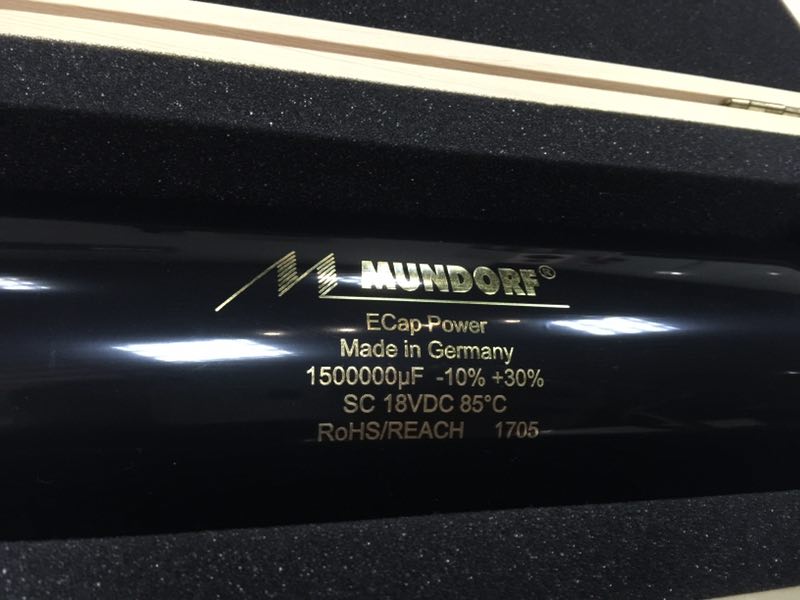 MUNDORF®
ECap-Power
Made in Germany
1500000µF -10% +30%
SC 18VDC 85°C
RoHS/REACH 1705